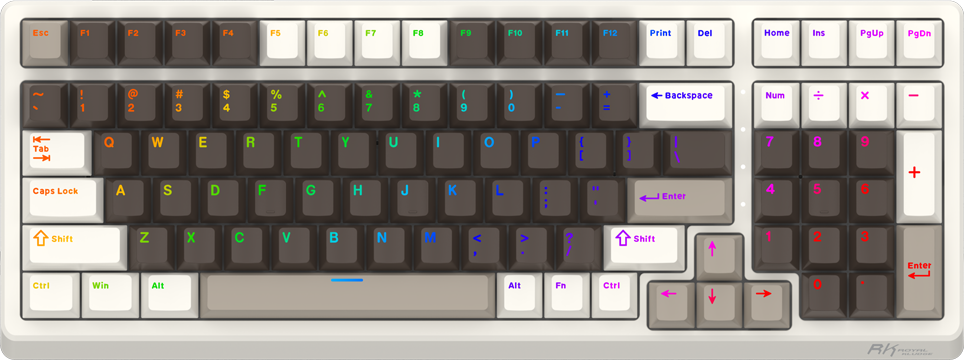 Esc F1 F2 F3 F4 F5 F6 F7 F8 F9 F10 F11 F12 Print Del Home Ins PgUp PgDn
~ ! @ # $ % ^ & * ( ) – + ← Backspace Num ÷ × −
` 1 2 3 4 5 6 7 8 9 0 - =
Tab Q W E R T Y U I O P { } | 7 8 9 +
[ ] \
Caps Lock A S D F G H J K L : " Enter 4 5 6
; '
Shift Z X C V B N M < > ? Shift ↑ 1 2 3 Enter
, . /
Ctrl Win Alt Alt Fn Ctrl ← ↓ → 0 .
RK ROYAL KLUDGE